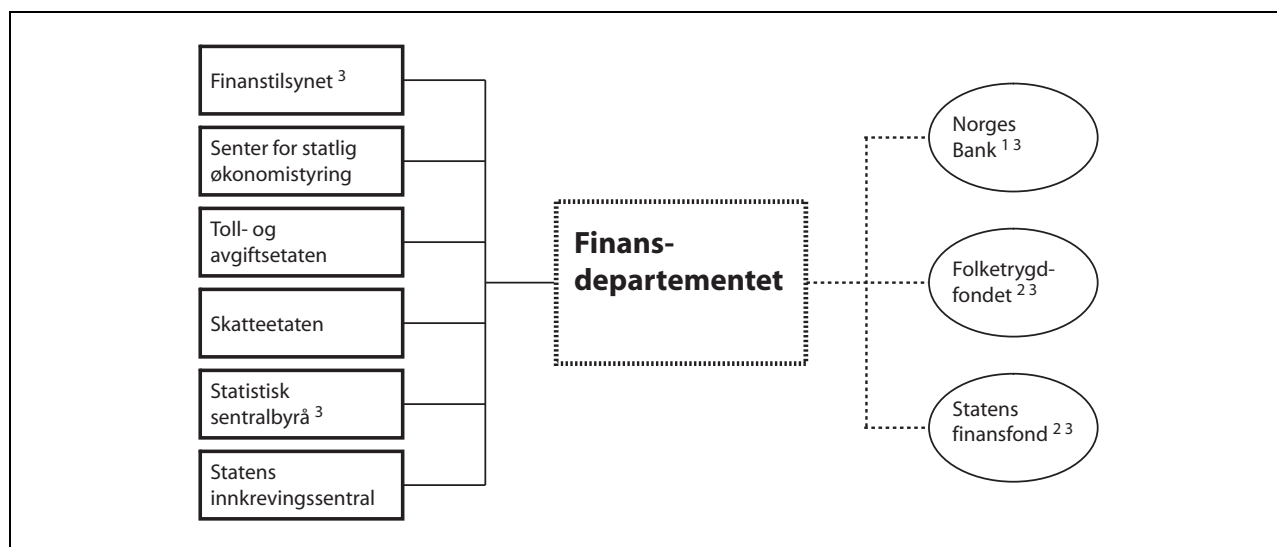 Finanstilsynet ³
Senter for statlig
økonomistyring
Toll- og
avgiftsetaten
Skatteetaten
Statistisk
sentralbyrå ³
Statens
innkrevingssentral
Finans-
departementet
Norges
Bank ¹ ³
Folketrygd-
fondet ² ³
Statens
finansfond ² ³